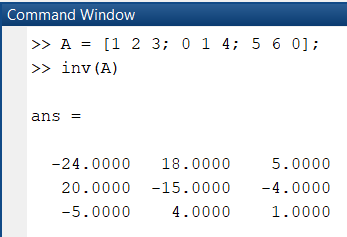 Command Window
>> A = [1 2 3; 0 1 4; 5 6 0];
>> inv(A)
ans =
-24.0000 18.0000 5.0000
20.0000 -15.0000 -4.0000
-5.0000 4.0000 1.0000